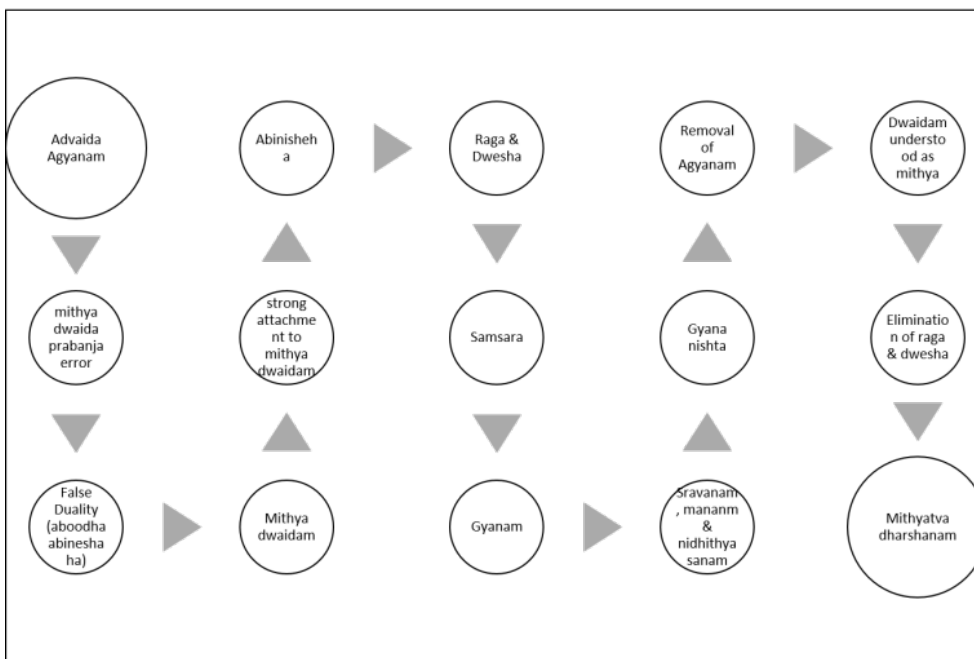 Advaida
Agyanam
mithya
dwaida
prabanja
error
False
Duality
(aboodha
abinesha
ha)
Mithya
dwaidam
strong
attachme
nt to
mithya
dwaidam
Abinisheh
a
Raga &
Dwesha
Samsara
Gyanam
Sravanam
, mananm
&
nidhithya
sanam
Gyana
nishta
Removal
of
Agyanam
Dwaidam
understo
od as
mithya
Eliminatio
n of raga
& dwesha
Mithyatva
dharshanam